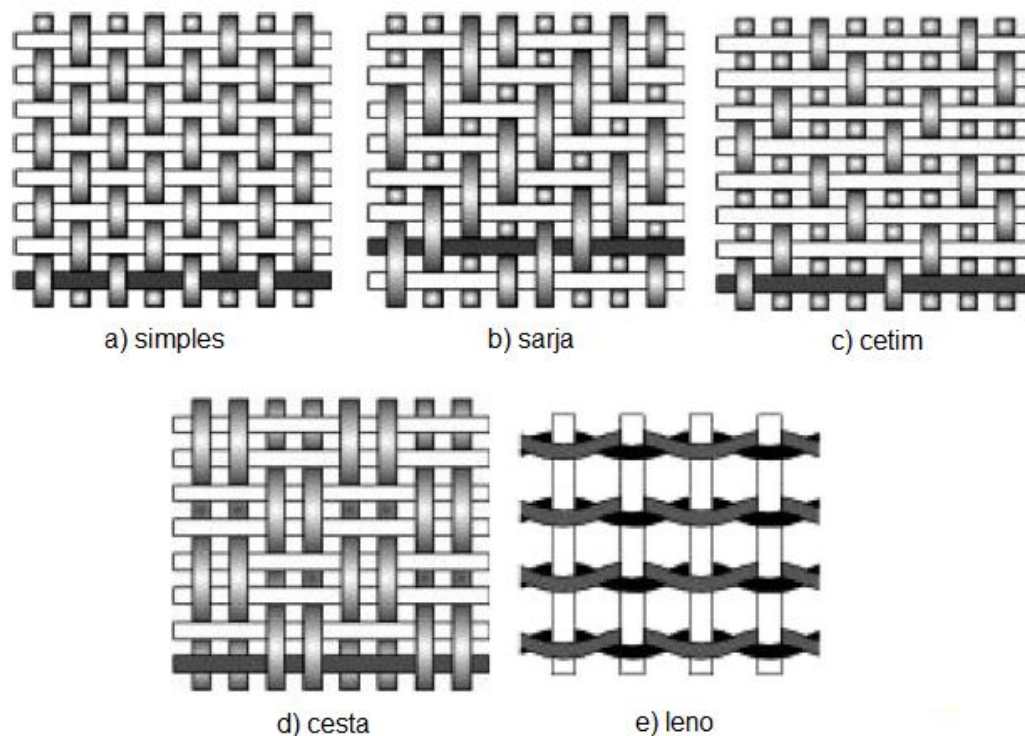 a) simples
b) sarja
c) cetim
d) cesta
e) leno